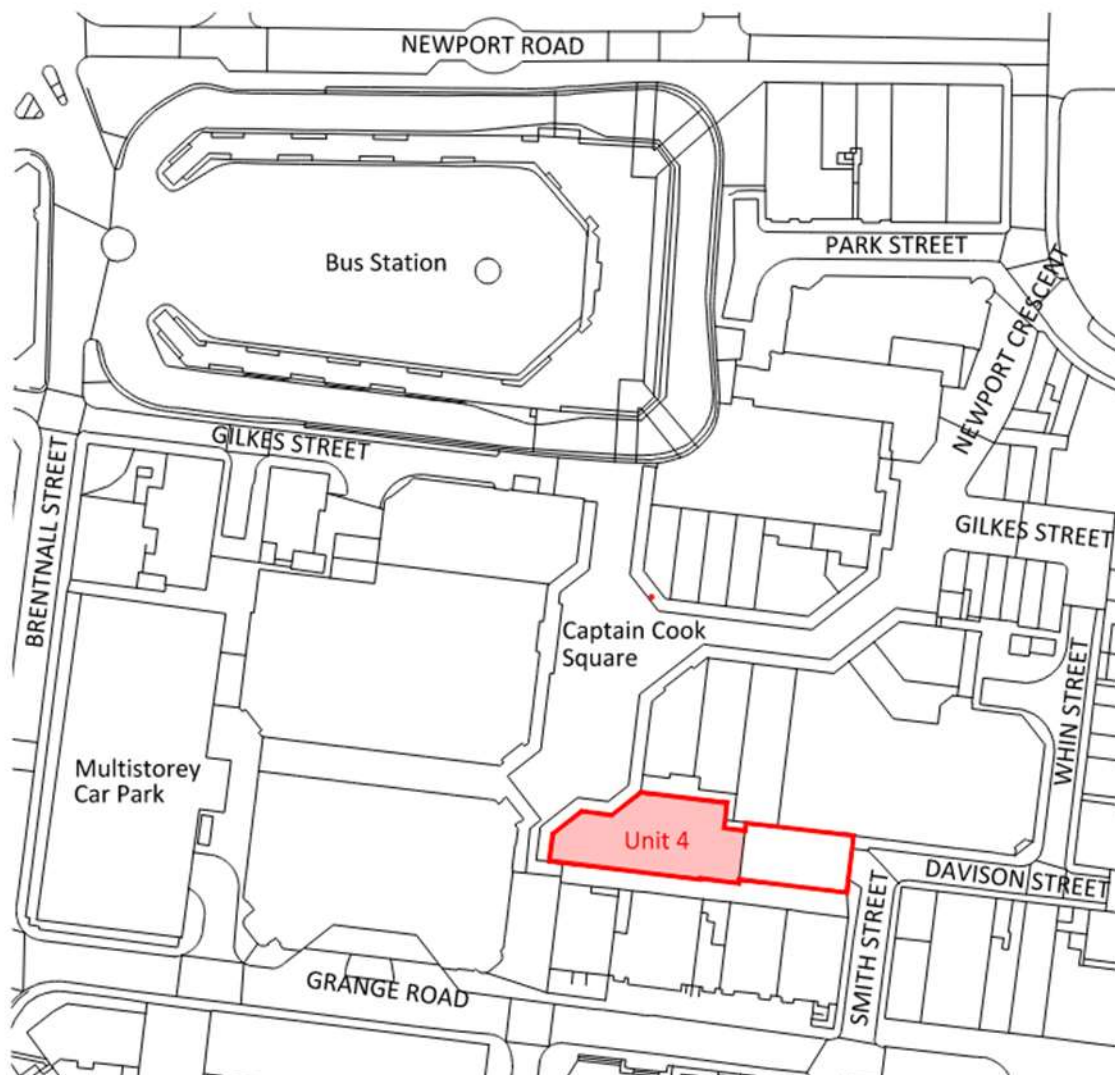 NEWPORT ROAD
PARK STREET
Bus Station
NEWPORT CRESCENT
GILKES STREET
BRENTNALL STREET
GILKES STREET
Captain Cook
Square
WHIN STREET
Multistorey
Car Park
Unit 4
DAVISON STREET
SMITH STREET
GRANGE ROAD